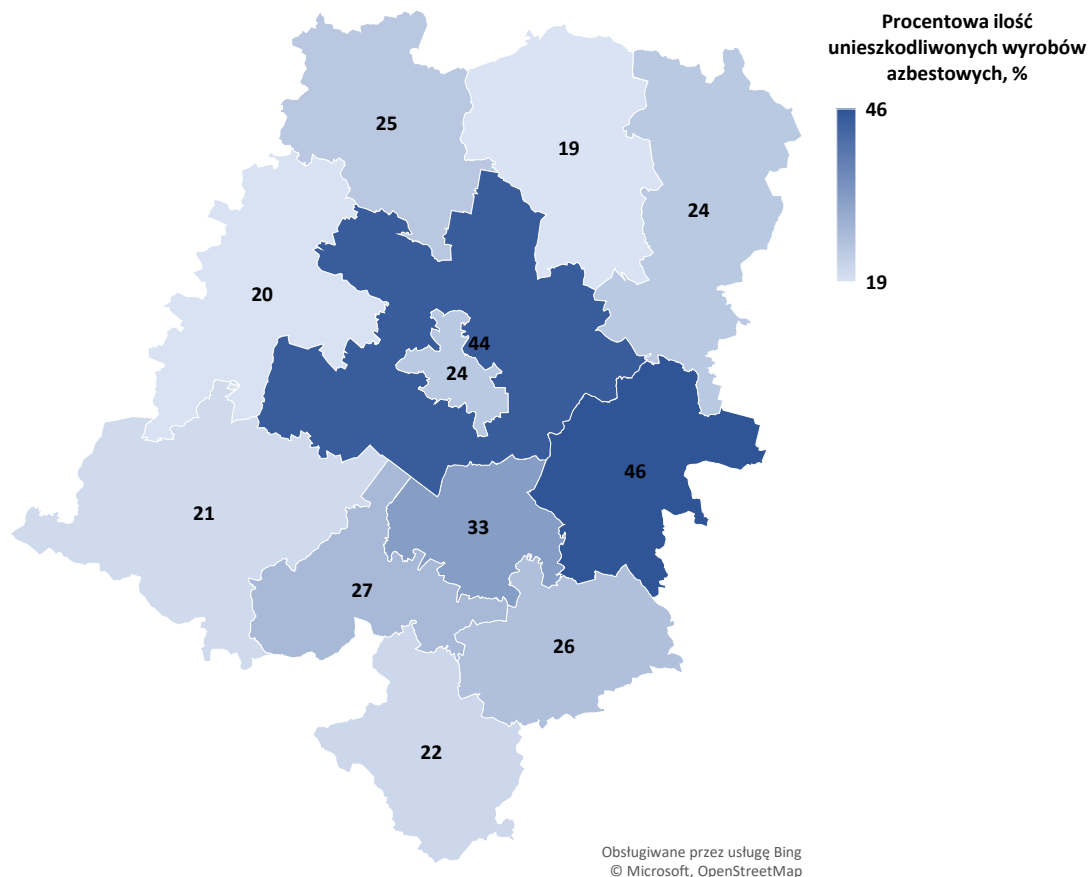 Procentowa ilość
unieszkodliwonych wyrobów
azbestowych, %
46
19
25
19
24
20
44
24
46
21
33
27
26
22
Obsługiwane przez usługę Bing
© Microsoft, OpenStreetMap